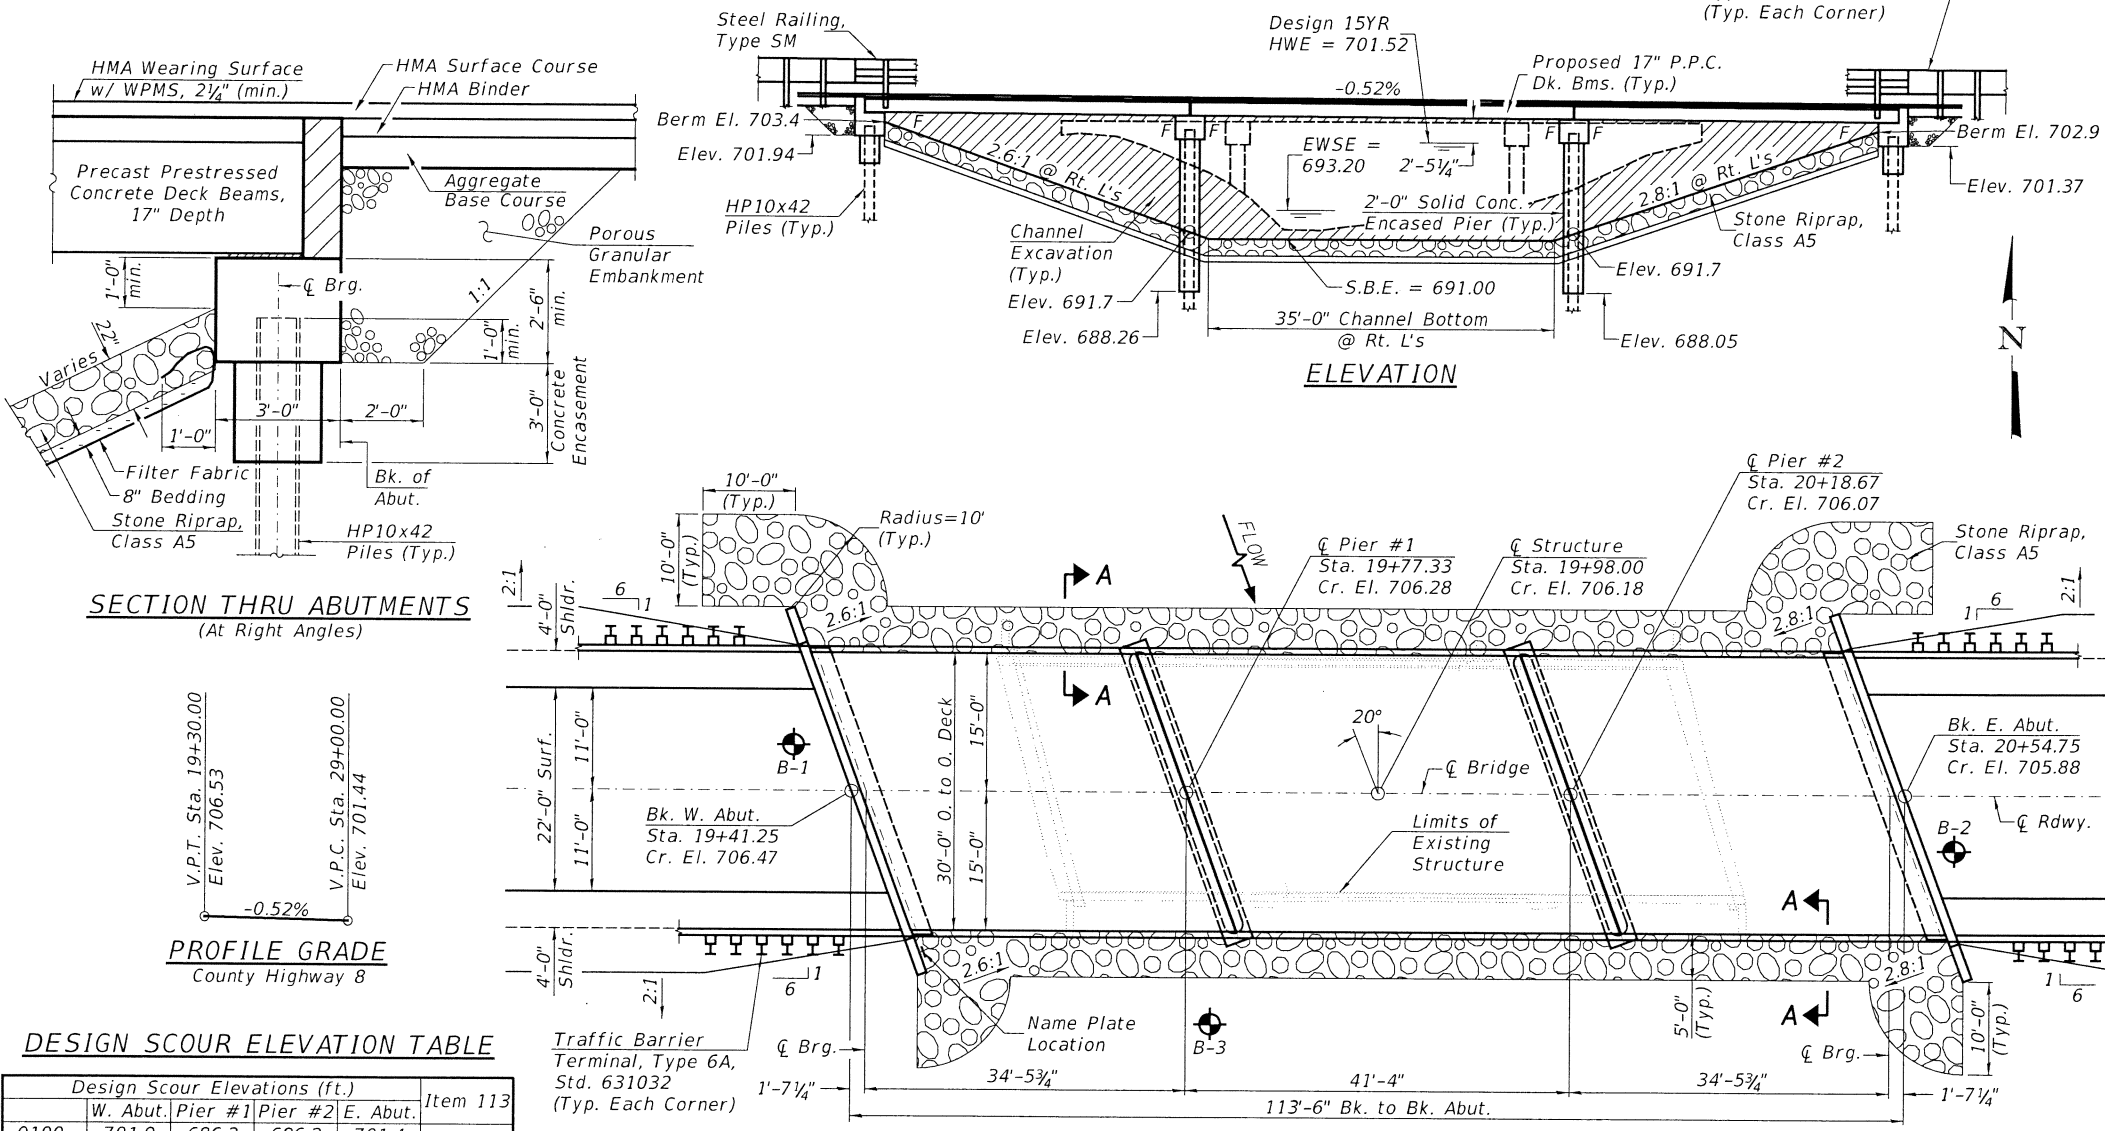 HMA Wearing Surface
w/ WPMS, 2¼" (min.)
HMA Surface Course
HMA Binder
Precast Prestressed
Concrete Deck Beams,
17" Depth
Aggregate
Base Course
Porous
Granular
Embankment
1'-0"
min.
℄ Brg.
1:1
2'-6"
min.
1'-0"
min.
22"
Varies
3'-0"
2'-0"
1'-0"
3'-0"
Concrete
Encasement
Filter Fabric
8" Bedding
Stone Riprap,
Class A5
Bk. of
Abut.
HP10x42
Piles (Typ.)
SECTION THRU ABUTMENTS
(At Right Angles)
Steel Railing,
Type SM
Design 15YR
HWE = 701.52
(Typ. Each Corner)
Proposed 17" P.P.C.
Dk. Bms. (Typ.)
-0.52%
Berm El. 703.4
Elev. 701.94
F
F
F
F
F
F
EWSE =
693.20
2'-5¼"
Berm El. 702.9
Elev. 701.37
2.6:1 @ Rt. L's
2.8:1 @ Rt. L's
HP10x42
Piles (Typ.)
2'-0" Solid Conc.
Encased Pier (Typ.)
Stone Riprap,
Class A5
Channel
Excavation
(Typ.)
Elev. 691.7
Elev. 691.7
S.B.E. = 691.00
Elev. 688.26
35'-0" Channel Bottom
@ Rt. L's
Elev. 688.05
ELEVATION
N
V.P.T. Sta. 19+30.00
Elev. 706.53
V.P.C. Sta. 29+00.00
Elev. 701.44
-0.52%
PROFILE GRADE
County Highway 8
10'-0"
(Typ.)
10'-0"
(Typ.)
Radius=10'
(Typ.)
FLOW
℄ Pier #1
Sta. 19+77.33
Cr. El. 706.28
℄ Structure
Sta. 19+98.00
Cr. El. 706.18
℄ Pier #2
Sta. 20+18.67
Cr. El. 706.07
Stone Riprap,
Class A5
2:1
6
1
4'-0"
Shldr.
2.6:1
A
A
2.8:1
1
6
2:1
22'-0" Surf.
11'-0"
11'-0"
B-1
30'-0" O. to O. Deck
15'-0"
15'-0"
20°
℄ Bridge
Bk. E. Abut.
Sta. 20+54.75
Cr. El. 705.88
Bk. W. Abut.
Sta. 19+41.25
Cr. El. 706.47
Limits of
Existing
Structure
℄ Rdwy.
B-2
4'-0"
Shldr.
2:1
1
6
2.6:1
A
A
2.8:1
1
6
5'-0"
(Typ.)
10'-0"
(Typ.)
Traffic Barrier
Terminal, Type 6A,
Std. 631032
(Typ. Each Corner)
Name Plate
Location
B-3
℄ Brg.
℄ Brg.
1'-7¼"
34'-5¾"
41'-4"
34'-5¾"
1'-7¼"
113'-6" Bk. to Bk. Abut.
DESIGN SCOUR ELEVATION TABLE
Design Scour Elevations (ft.)
Item 113
W. Abut. Pier #1 Pier #2 E. Abut.